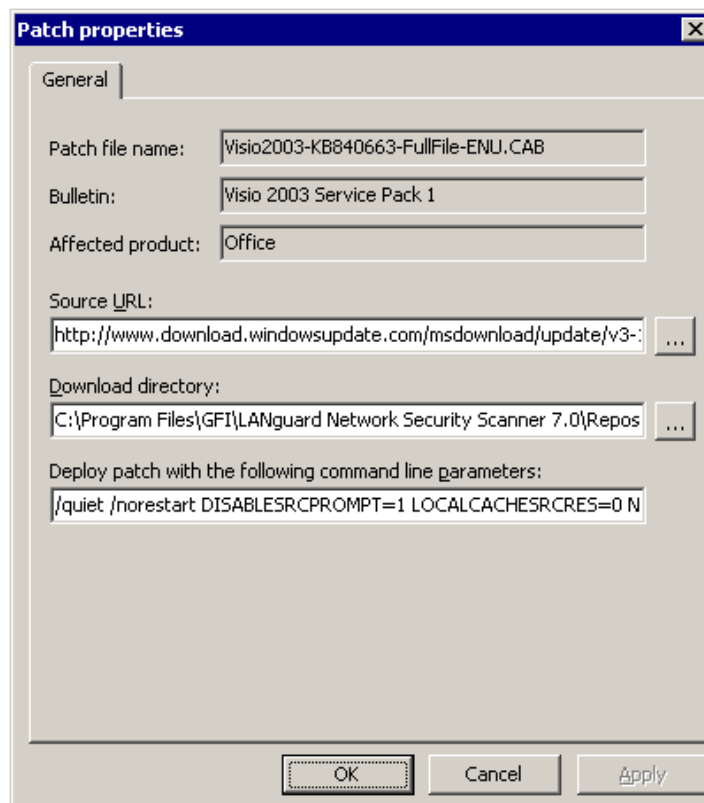 Patch properties
General
Patch file name: Visio2003-KB840663-FullFile-ENU.CAB
Bulletin: Visio 2003 Service Pack 1
Affected product: Office
Source URL:
http://www.download.windowsupdate.com/msdownload/update/v3-
...
Download directory:
C:\Program Files\GFI\LANguard Network Security Scanner 7.0\Repos
...
Deploy patch with the following command line parameters:
/quiet /norestart DISABLESRCPROMPT=1 LOCALCACHESRCRES=0 N
OK Cancel Apply